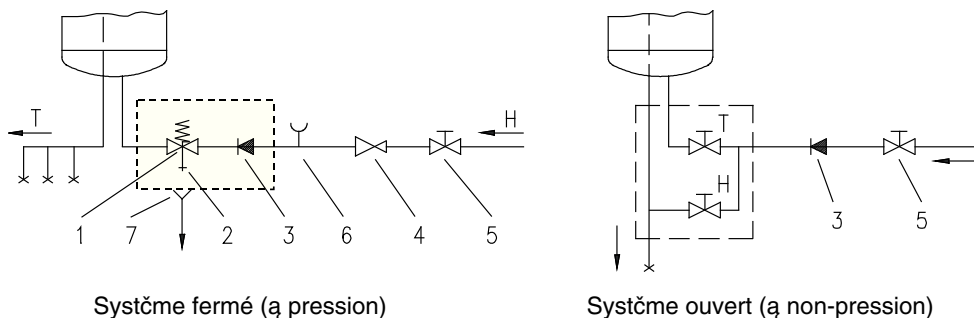 T
H
1 7 2 3 6 4 5
T
H
3 5
Systčme fermé (ą pression)
Systčme ouvert (ą non-pression)